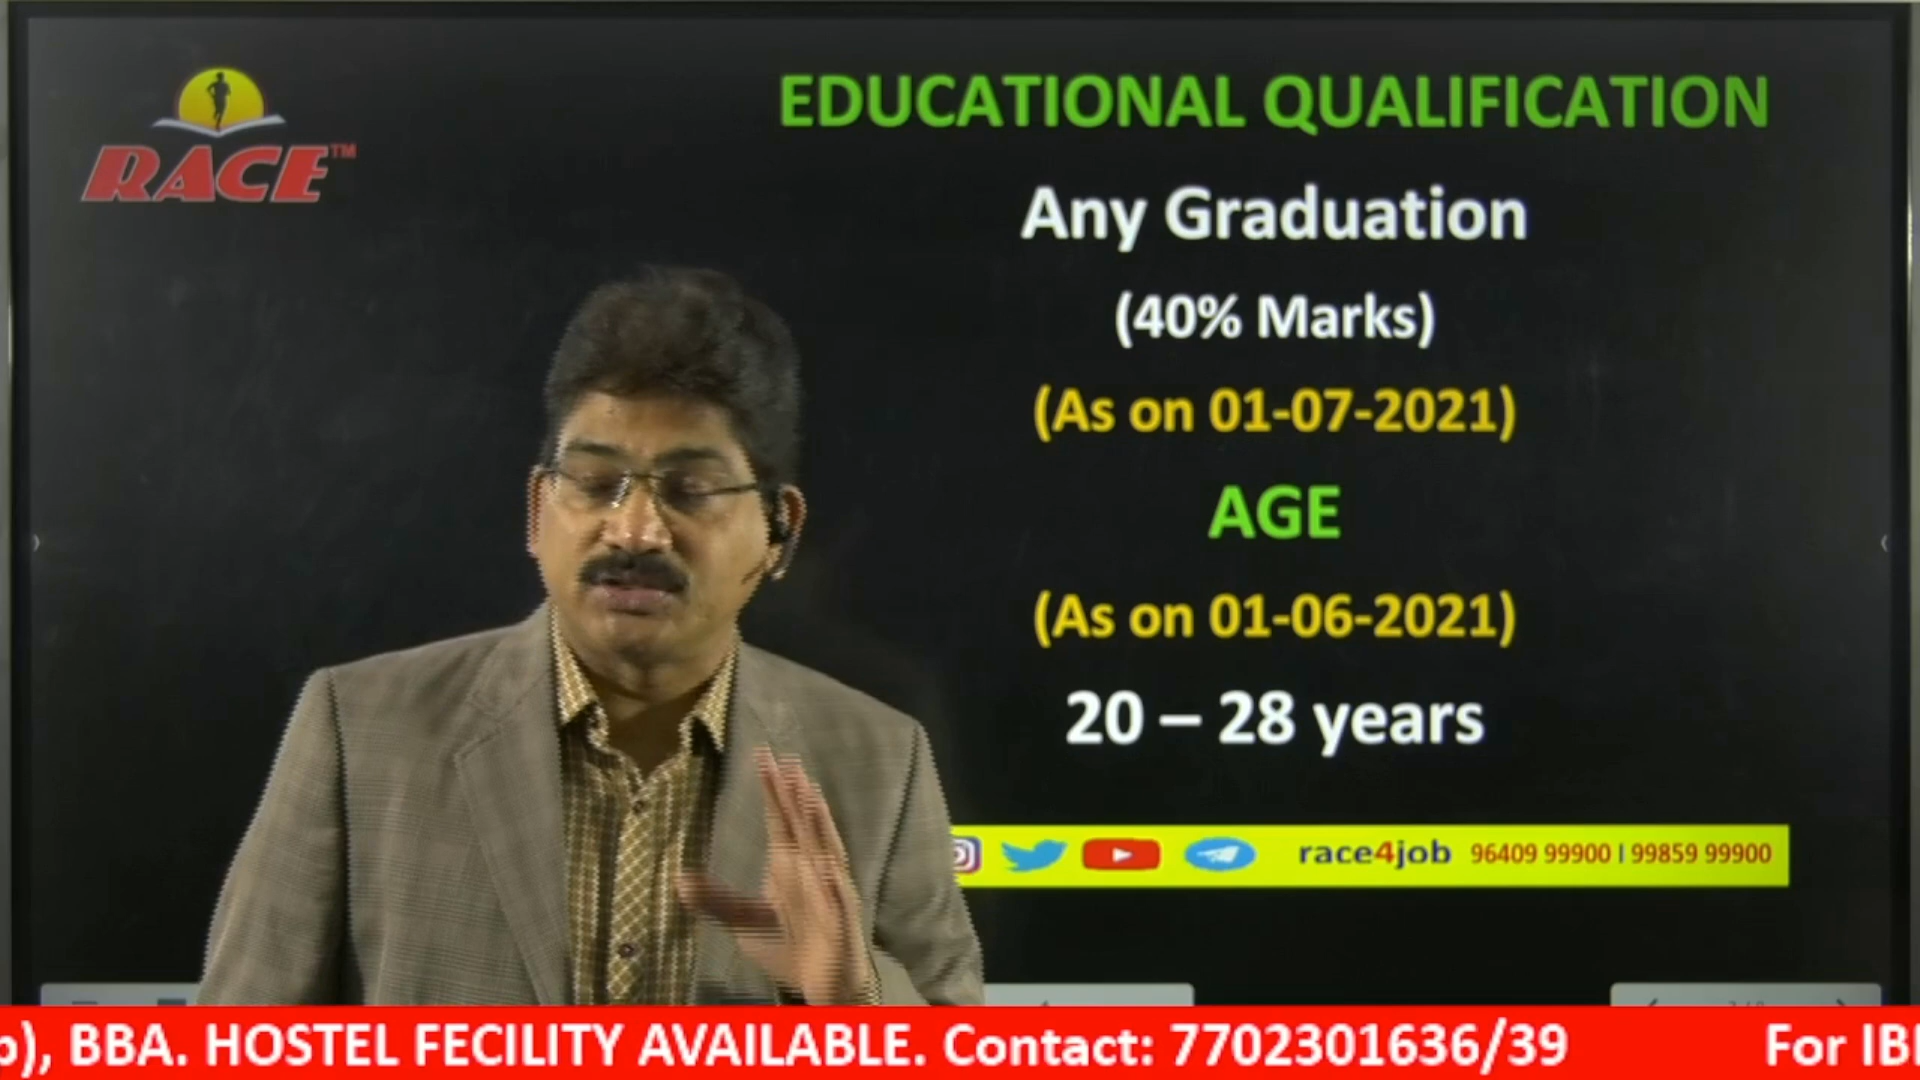 RACE™
EDUCATIONAL QUALIFICATION
Any Graduation
(40% Marks)
(As on 01-07-2021)
AGE
(As on 01-06-2021)
20 – 28 years
race4job 96409 99900 I 99859 99900
p), BBA. HOSTEL FECILITY AVAILABLE. Contact: 7702301636/39 For IB